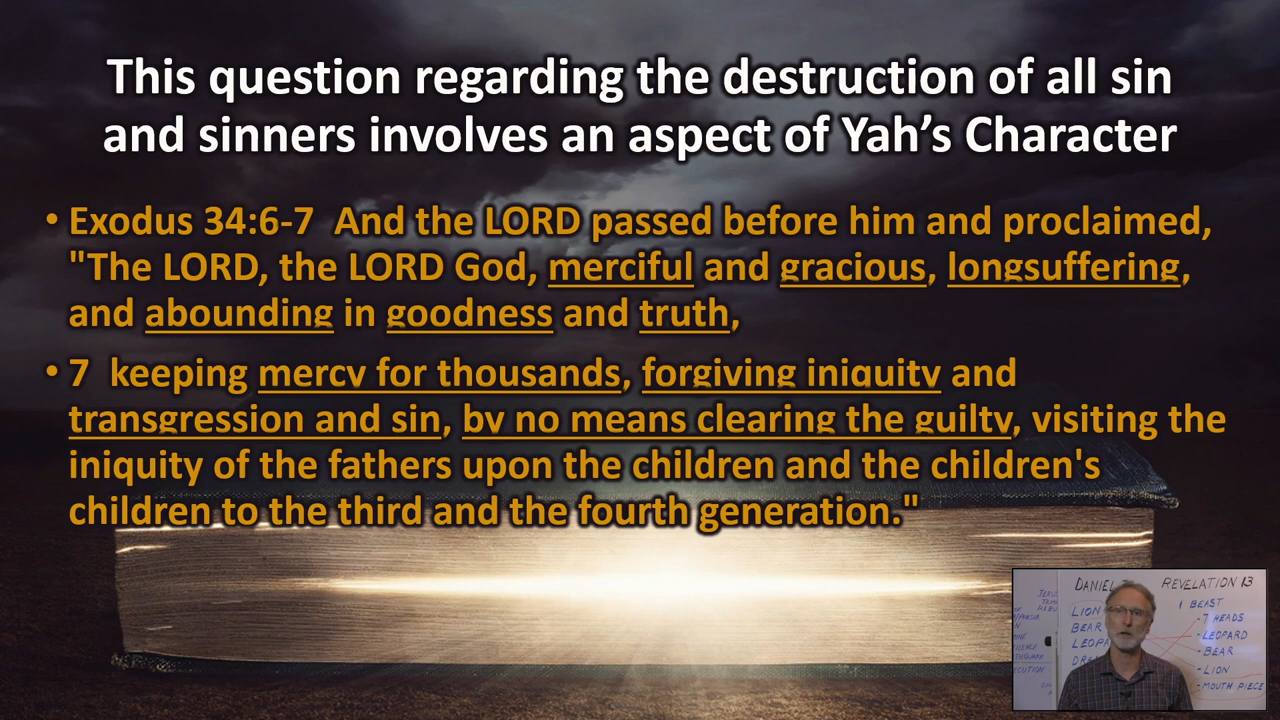 This question regarding the destruction of all sin
and sinners involves an aspect of Yah's Character
• Exodus 34:6-7 And the LORD passed before him and proclaimed,
"The LORD, the LORD God, merciful and gracious, longsuffering,
and abounding in goodness and truth,
• 7 keeping mercy for thousands, forgiving iniquity and
transgression and sin, by no means clearing the guilty, visiting the
iniquity of the fathers upon the children and the children's
children to the third and the fourth generation."
DANIEL
LION
BEAR
REVELATION 13
1 BEAST
-7 HEADS
-LEOPARD
-BEAR
-LION
-MOUTH PIECE